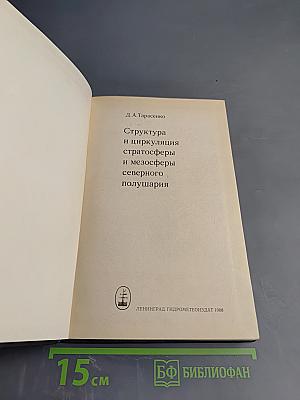 Д. А. Тарасенко
Структура
и циркуляция
стратосферы
и мезосферы
северного
полушария
ЛЕНИНГРАД ГИДРОМЕТЕОИЗДАТ 1988
15 см
БФ БИБЛИОФАН